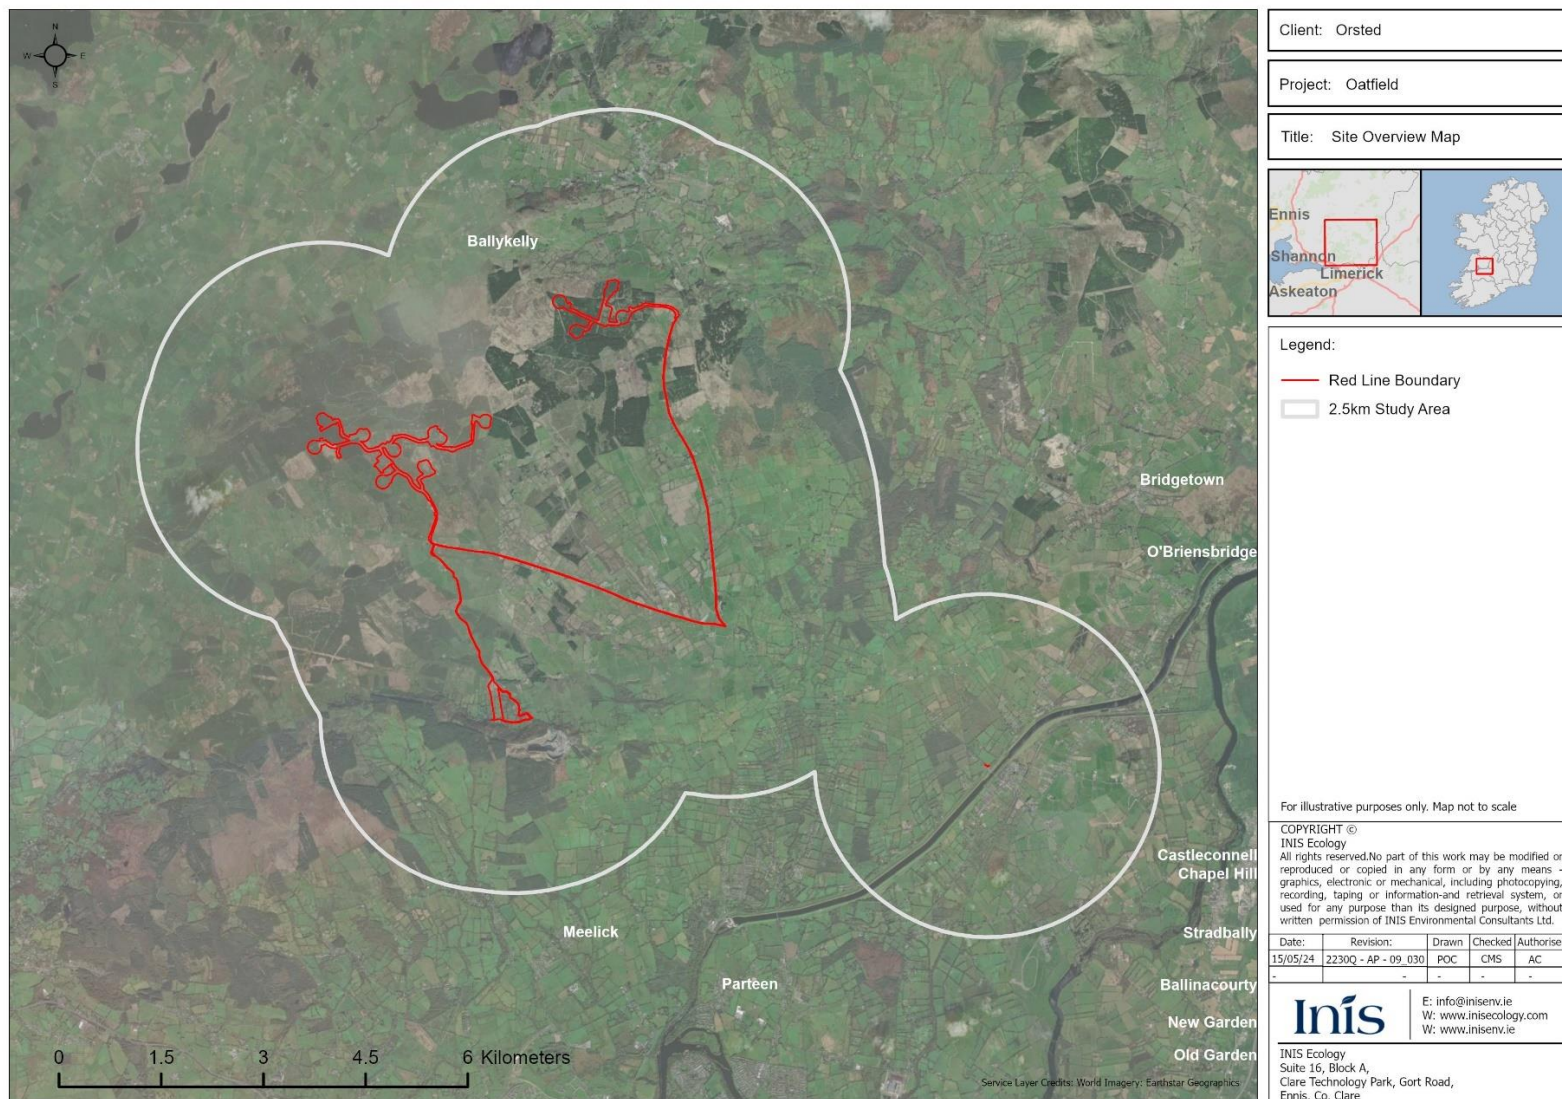 N
W E
S
Ballykelly
Bridgetown
O'Briensbridge
Castleconnell
Chapel Hill
Meelick
Stradbally
Parteen
Ballinacourty
New Garden
Old Garden
0 1.5 3 4.5 6 Kilometers
Service Layer Credits: World Imagery: Earthstar Geographics
Client: Orsted
Project: Oatfield
Title: Site Overview Map
Ennis
Shannon
Limerick
Askeaton
Legend:
Red Line Boundary
2.5km Study Area
For illustrative purposes only. Map not to scale
COPYRIGHT ©
INIS Ecology
All rights reserved.No part of this work may be modified or
reproduced or copied in any form or by any means -
graphics, electronic or mechanical, including photocopying,
recording, taping or information-and retrieval system, or
used for any purpose than its designed purpose, without
written permission of INIS Environmental Consultants Ltd.
Date: Revision: Drawn Checked Authorise
15/05/24 2230Q - AP - 09_030 POC CMS AC
- - - - -
Inís
E: info@inisenv.ie
W: www.inisecology.com
W: www.inisenv.ie
INIS Ecology
Suite 16, Block A,
Clare Technology Park, Gort Road,
Ennis, Co. Clare